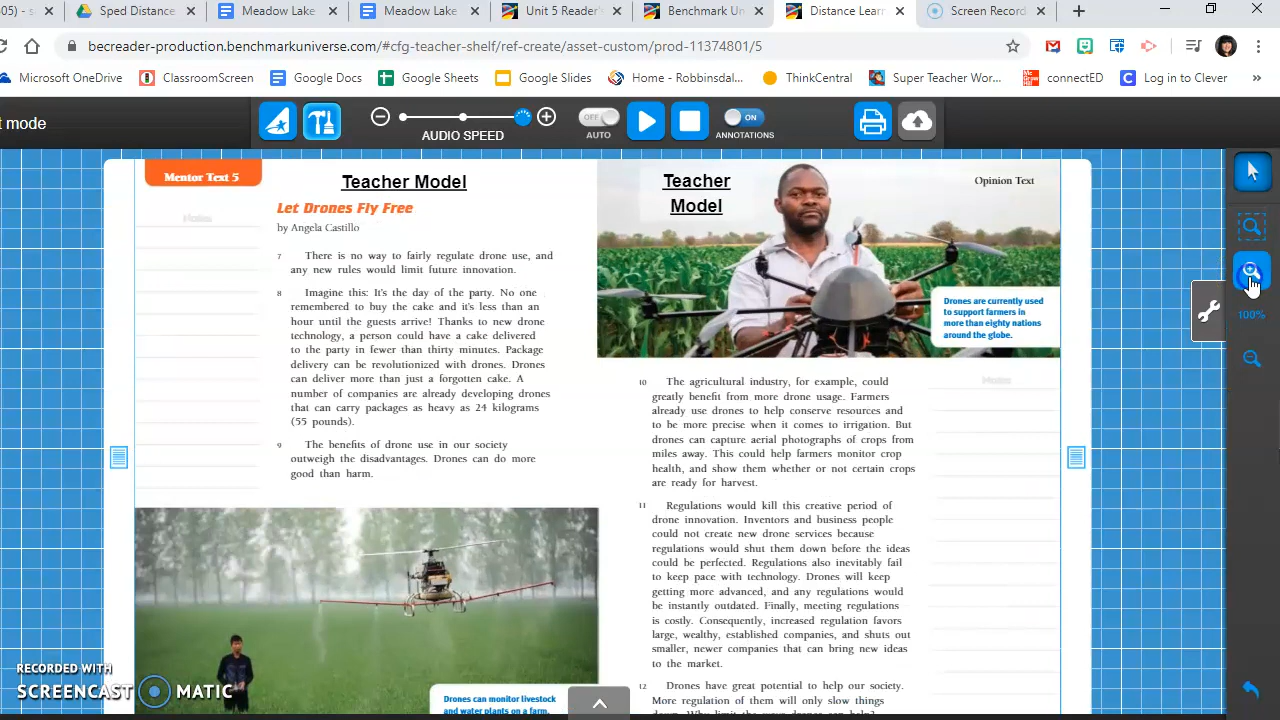 05) - s
Sped Distance
Meadow Lake
Meadow Lake
Unit 5 Reader
Benchmark Un
Distance Learn
Screen Record
becreader-production.benchmarkuniverse.com/#cfg-teacher-shelf/ref-create/asset-custom/prod-11374801/5
Microsoft OneDrive
ClassroomScreen
Google Docs
Google Sheets
Google Slides
Home - Robbinsdal...
ThinkCentral
Super Teacher Wor...
connecED
Log in to Clever
»
t mode
AUDIO SPEED
OFF
AUTO
ON
ANNOTATIONS
Mentor Text 5
Teacher Model
Notes
Let Drones Fly Free
by Angela Castillo
7 There is no way to fairly regulate drone use, and
any new rules would limit future innovation.
8 Imagine this: It's the day of the party. No one
remembered to buy the cake and it's less than an
hour until the guests arrive! Thanks to new drone
technology, a person could have a cake delivered
to the party in fewer than thirty minutes. Package
delivery can be revolutionized with drones. Drones
can deliver more than just a forgotten cake. A
number of companies are already developing drones
that can carry packages as heavy as 24 kilograms
(55 pounds).
9 The benefits of drone use in our society
outweigh the disadvantages. Drones can do more
good than harm.
Drones can monitor livestock
and water plants on a farm.
Teacher
Model
Opinion Text
Drones are currently used
to support farmers in
more than eighty nations
around the globe.
10 The agricultural industry, for example, could
greatly benefit from more drone usage. Farmers
already use drones to help conserve resources and
to be more precise when it comes to irrigation. But
drones can capture aerial photographs of crops from
miles away. This could help farmers monitor crop
health, and show them whether or not certain crops
are ready for harvest.
Notes
11 Regulations would kill this creative period of
drone innovation. Inventors and business people
could not create new drone services because
regulations would shut them down before the ideas
could be perfected. Regulations also inevitably fail
to keep pace with technology. Drones will keep
getting more advanced, and any regulations would
be instantly outdated. Finally, meeting regulations
is costly. Consequently, increased regulation favors
large, wealthy, established companies, and shuts out
smaller, newer companies that can bring new ideas
to the market.
12 Drones have great potential to help our society.
More regulation of them will only slow things
down. Why limit the ways drones can help?
100%
RECORDED WITH
SCREENCAST MATIC